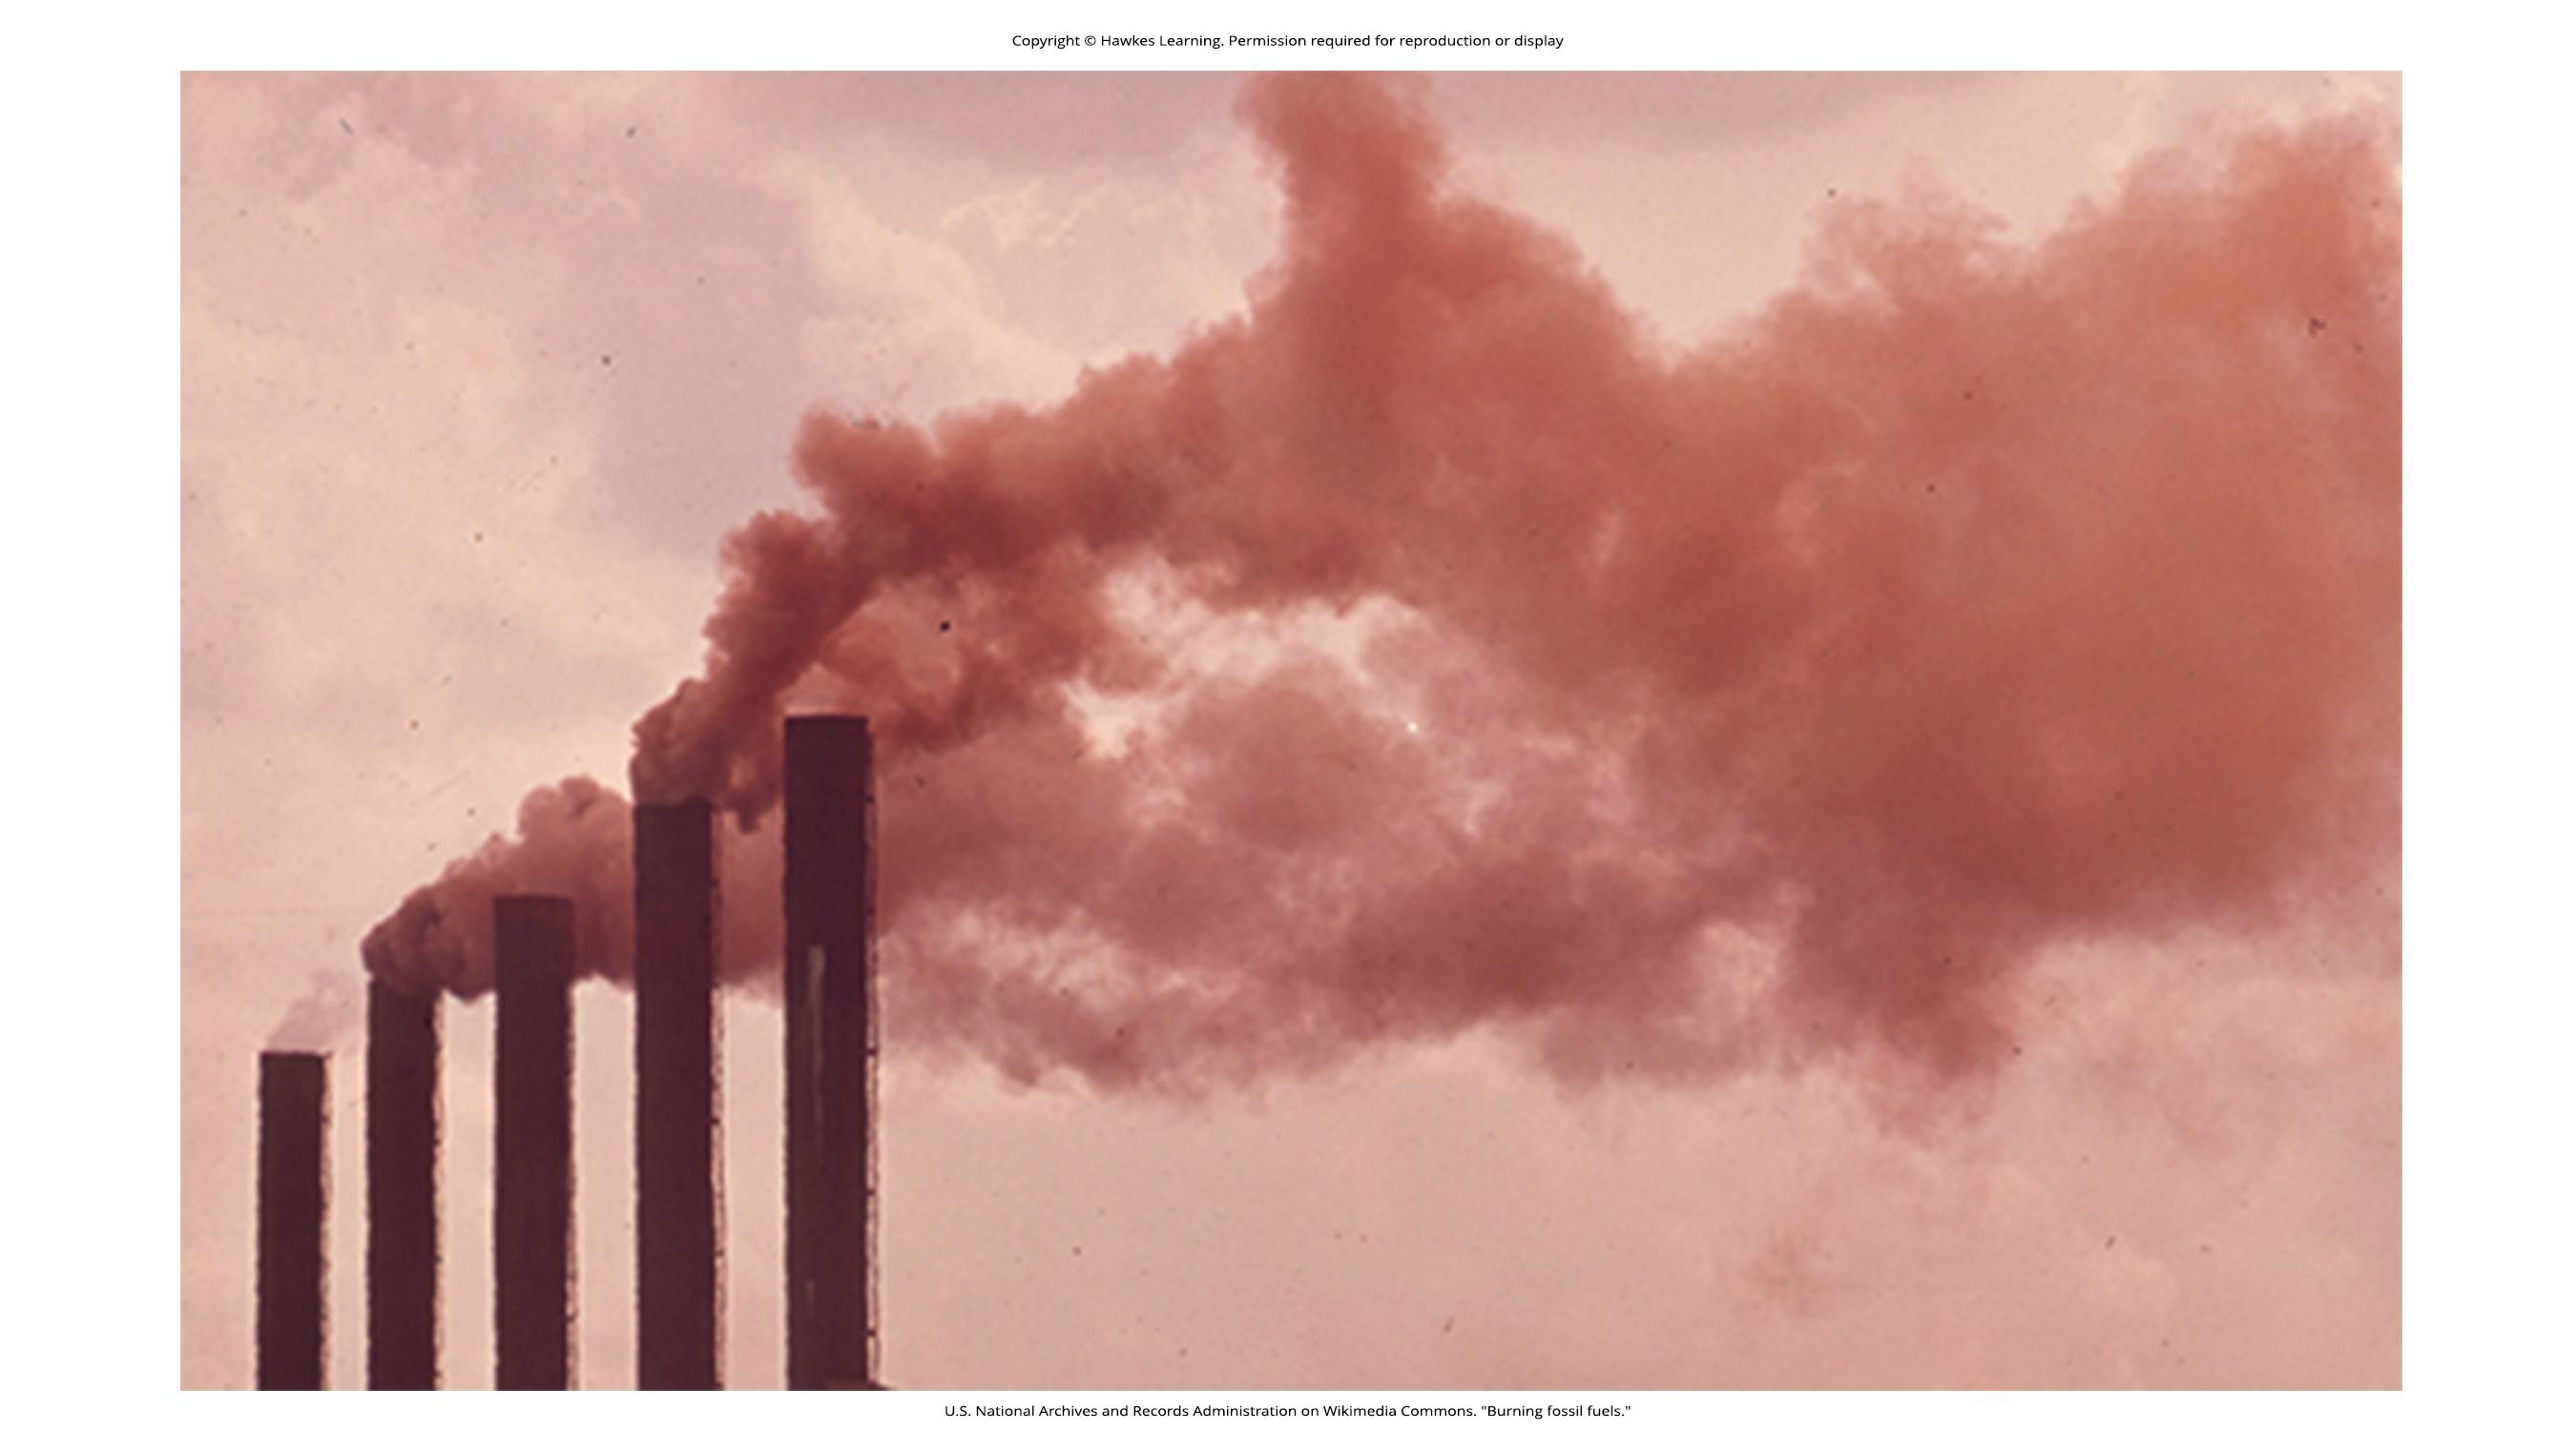 Copyright © Hawkes Learning. Permission required for reproduction or display
U.S. National Archives and Records Administration on Wikimedia Commons. "Burning fossil fuels."